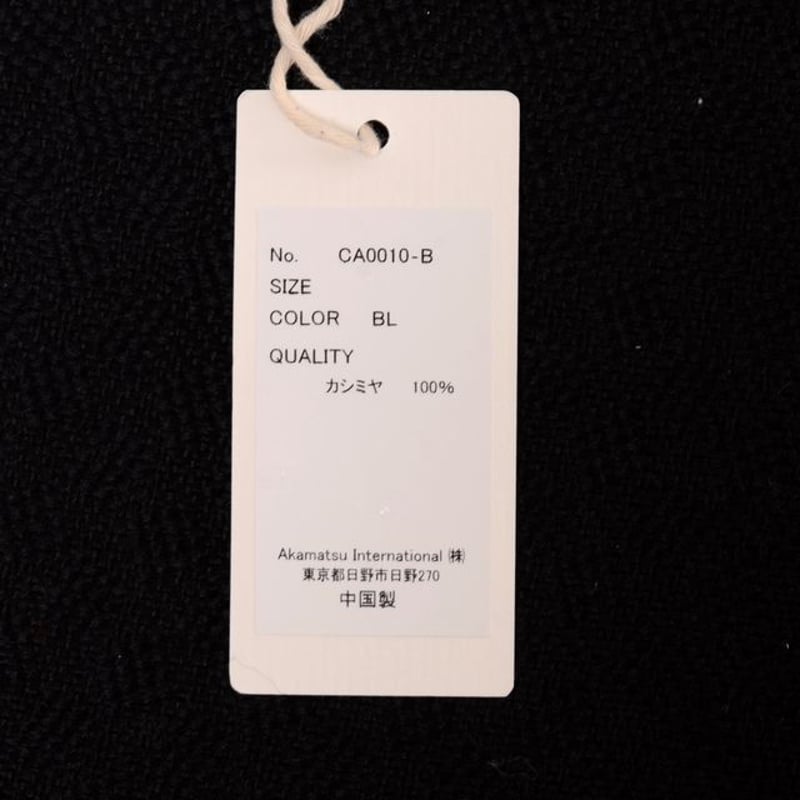 No. CA0010-B
SIZE
COLOR BL
QUALITY
カシミヤ 100%
Akamatsu International ㈱
東京都日野市日野270
中国製